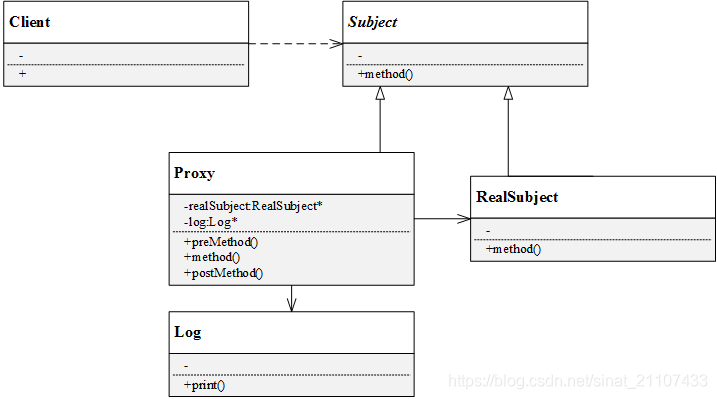 Client
-
+
Subject
-
+method()
Proxy
-realSubject:RealSubject*
-log:Log*
+preMethod()
+method()
+postMethod()
RealSubject
-
+method()
Log
-
+print()
https://blog.csdn.net/sinat_21107433